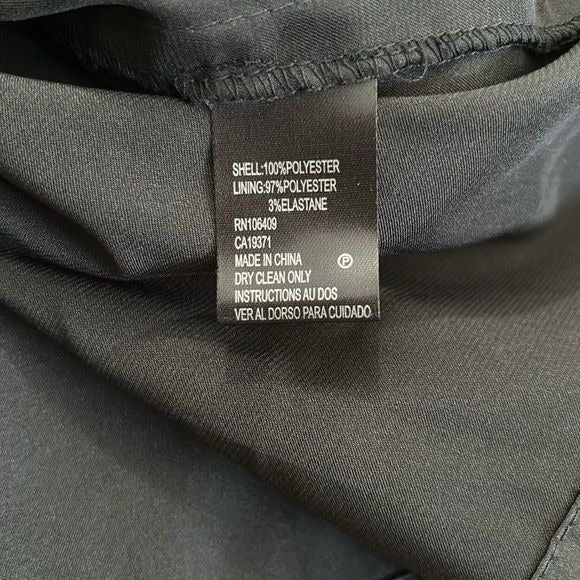 SHELL:100%POLYESTER
LINING:97%POLYESTER
3%ELASTANE
RN106409
CA19371
MADE IN CHINA Ⓟ
DRY CLEAN ONLY
INSTRUCTIONS AU DOS
VER AL DORSO PARA CUIDADO